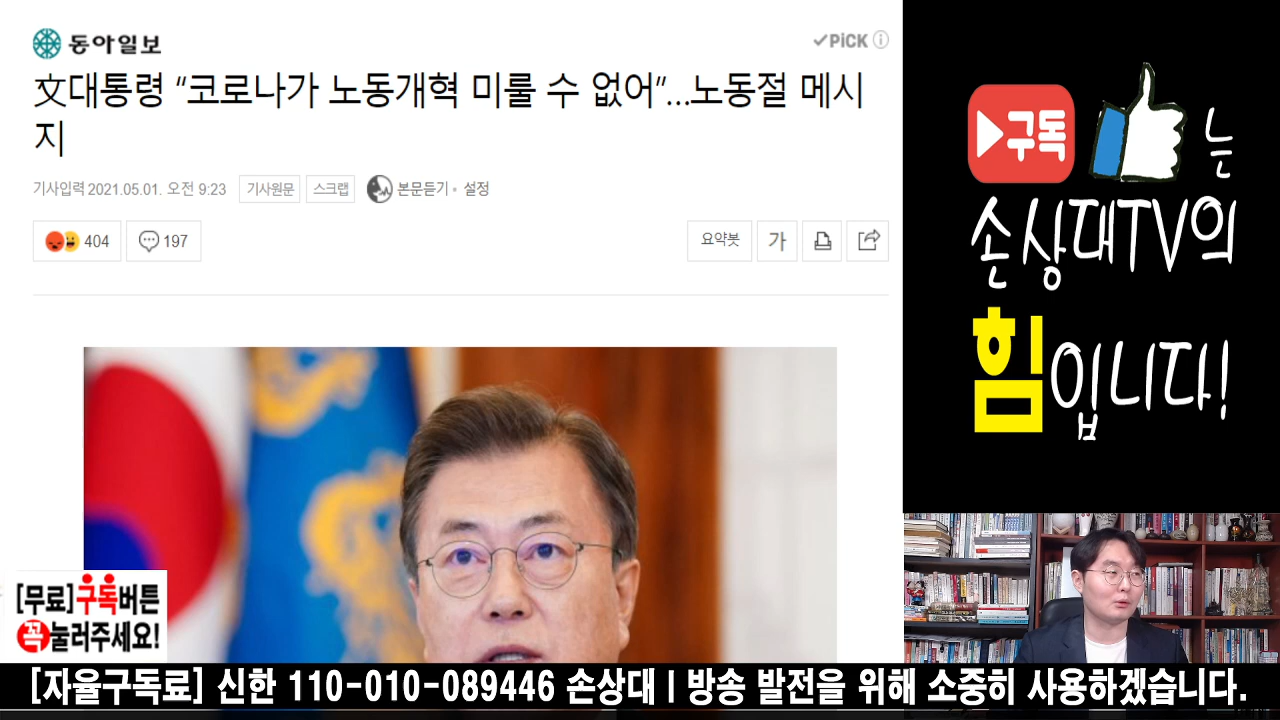 동아일보
✓PiCK ⓘ
文대통령 “코로나가 노동개혁 미룰 수 없어”…노동절 메시
지
기사입력 2021.05.01. 오전 9:23 기사원문 스크랩 본문듣기 • 설정
404 197 요약봇 가
구독 는
손상대TV의
힘입니다!
[무료]구독버튼
꼭눌러주세요!
[자율구독료] 신한 110-010-089446 손상대 | 방송 발전을 위해 소중히 사용하겠습니다.